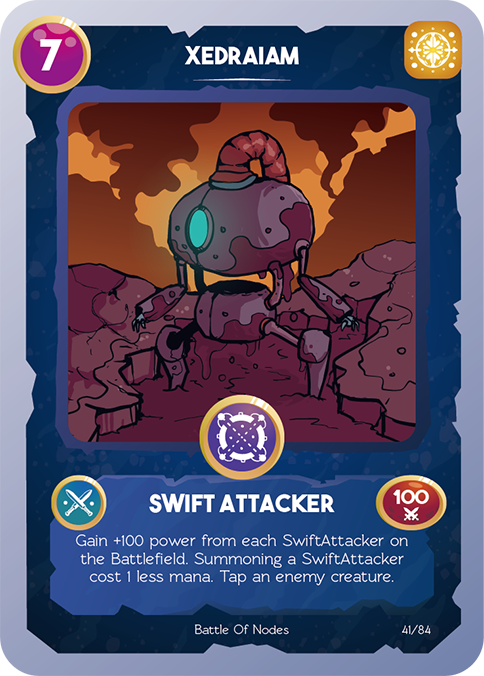 7
XEDRAIAM
SWIFT ATTACKER
100
Gain +100 power from each SwiftAttacker on
the Battlefield. Summoning a SwiftAttacker
cost 1 less mana. Tap an enemy creature.
Battle Of Nodes
41/84